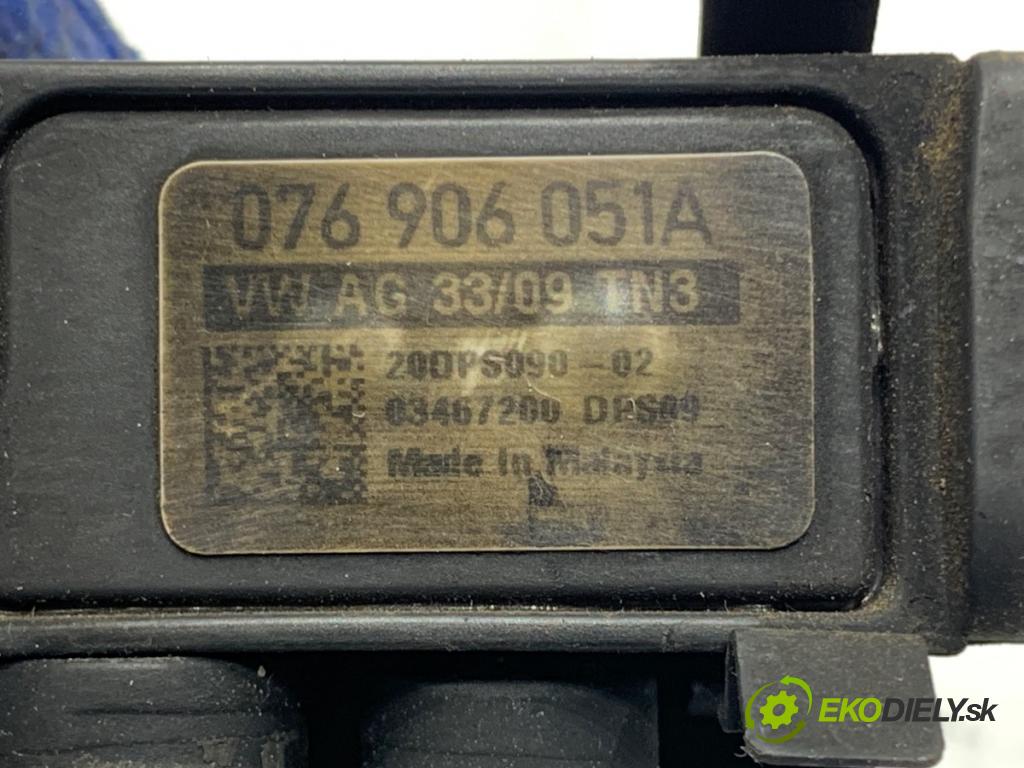 076 906 051A
VW AG 33/09 TN3
20DPS090-02
03467200 DPS09
Made in Malaysia
EKODIELY.sk